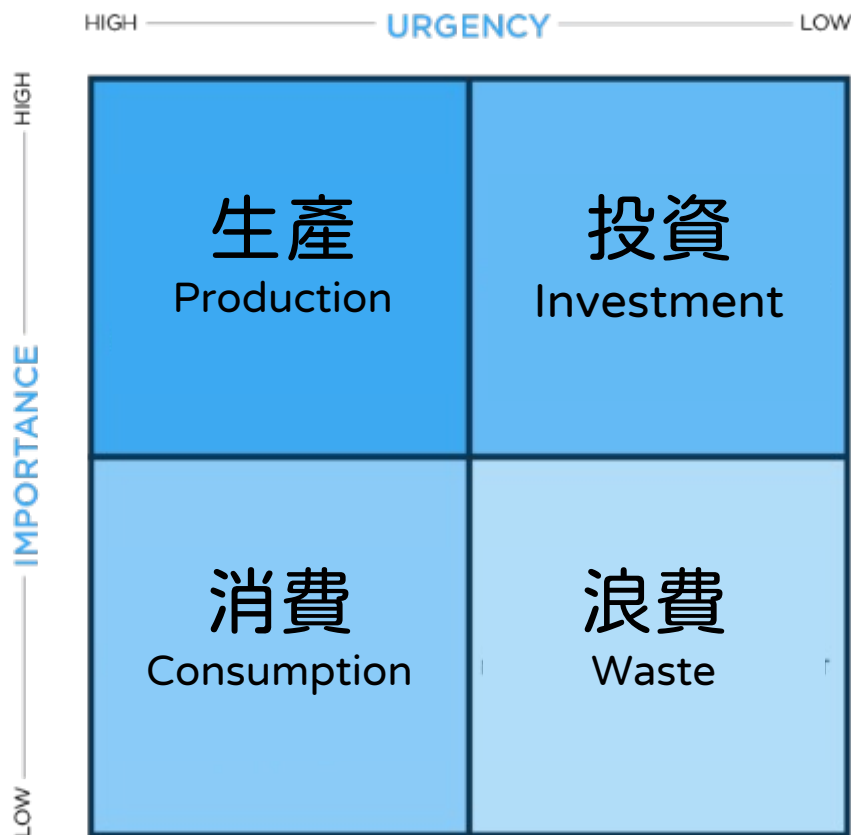 HIGH URGENCY LOW
HIGH
IMPORTANCE
LOW
生產
Production
投資
Investment
消費
Consumption
浪費
Waste